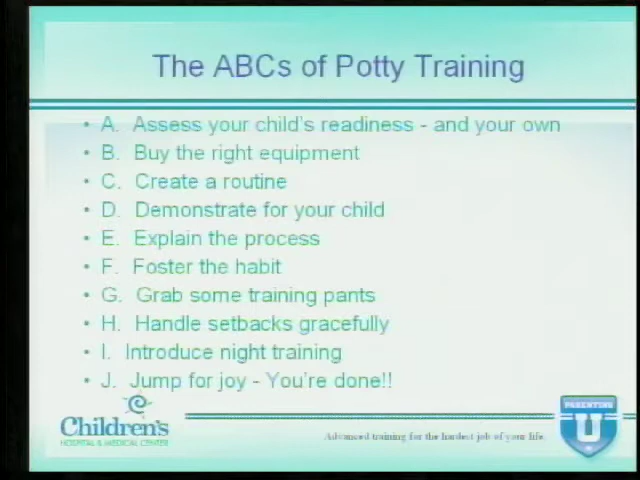 The ABCs of Potty Training
• A. Assess your child's readiness - and your own
• B. Buy the right equipment
• C. Create a routine
• D. Demonstrate for your child
• E. Explain the process
• F. Foster the habit
• G. Grab some training pants
• H. Handle setbacks gracefully
• I. Introduce night training
• J. Jump for joy - You're done!!
Children's
HOSPITAL & MEDICAL CENTER
Advanced training for the hardest job of your life.
PARENTING
U